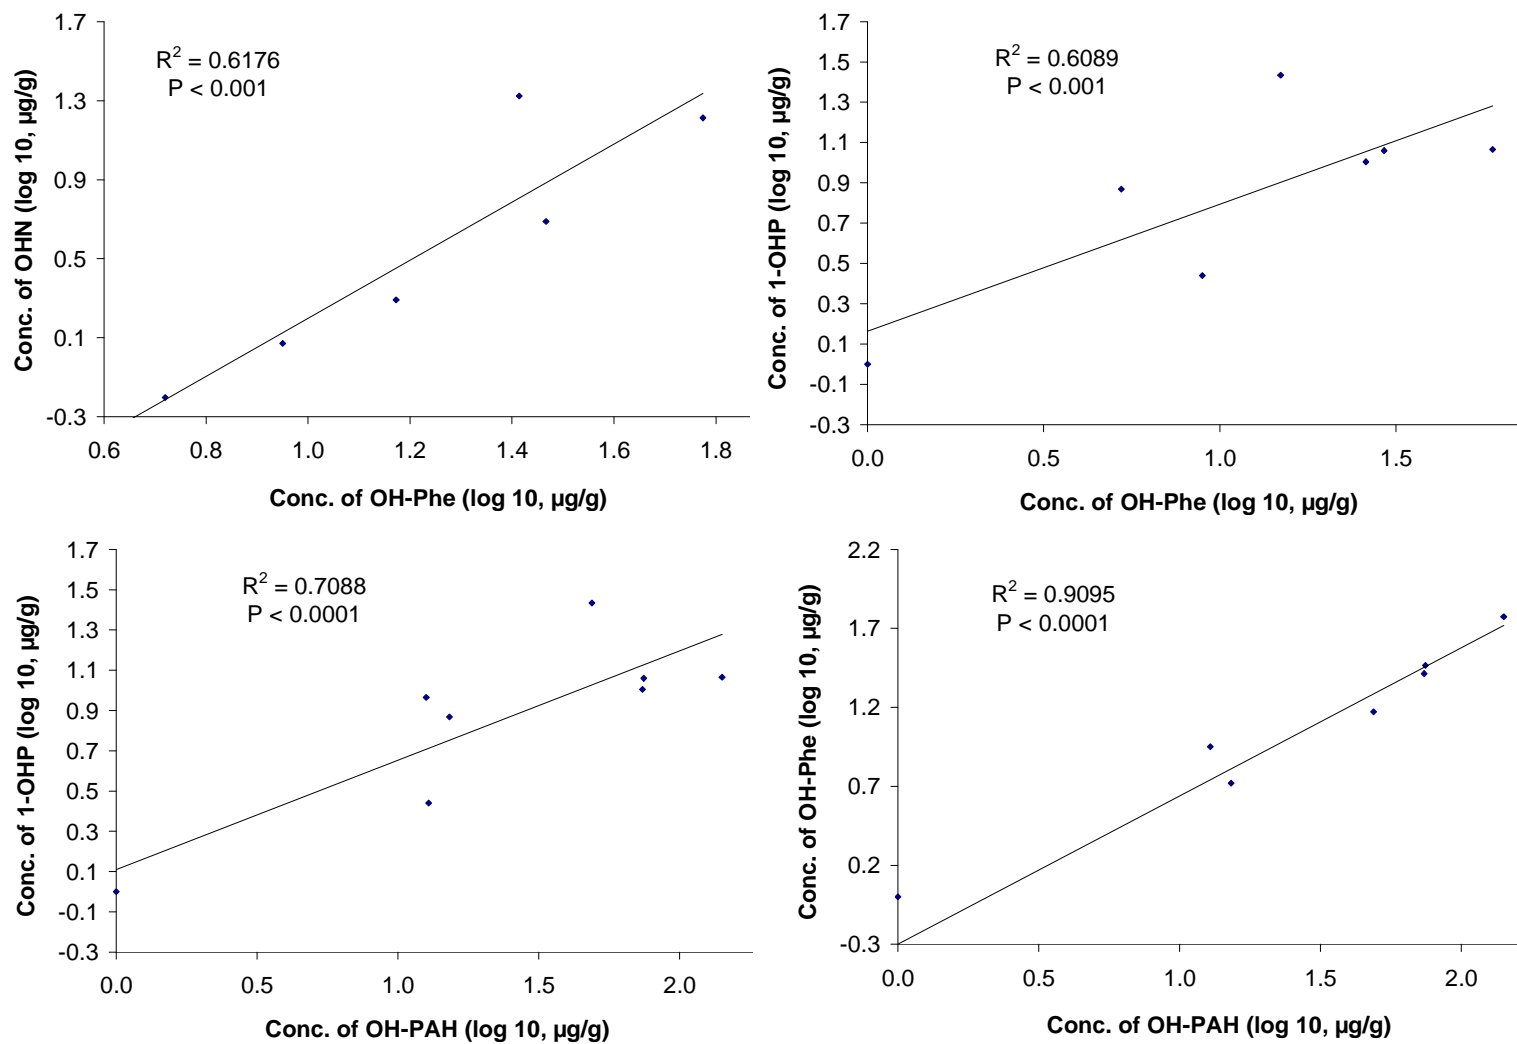 1.7
1.3
0.9
0.5
0.1
-0.3
Conc. of OHN (log 10, µg/g)
R² = 0.6176
P < 0.001
0.6 0.8 1.0 1.2 1.4 1.6 1.8
Conc. of OH-Phe (log 10, µg/g)
1.7
1.5
1.3
1.1
0.9
0.7
0.5
0.3
0.1
-0.1
-0.3
Conc. of 1-OHP (log 10, µg/g)
R² = 0.6089
P < 0.001
0.0 0.5 1.0 1.5
Conc. of OH-Phe (log 10, µg/g)
1.7
1.5
1.3
1.1
0.9
0.7
0.5
0.3
0.1
-0.1
-0.3
Conc. of 1-OHP (log 10, µg/g)
R² = 0.7088
P < 0.0001
0.0 0.5 1.0 1.5 2.0
Conc. of OH-PAH (log 10, µg/g)
2.2
1.7
1.2
0.7
0.2
-0.3
Conc. of OH-Phe (log 10, µg/g)
R² = 0.9095
P < 0.0001
0.0 0.5 1.0 1.5 2.0
Conc. of OH-PAH (log 10, µg/g)